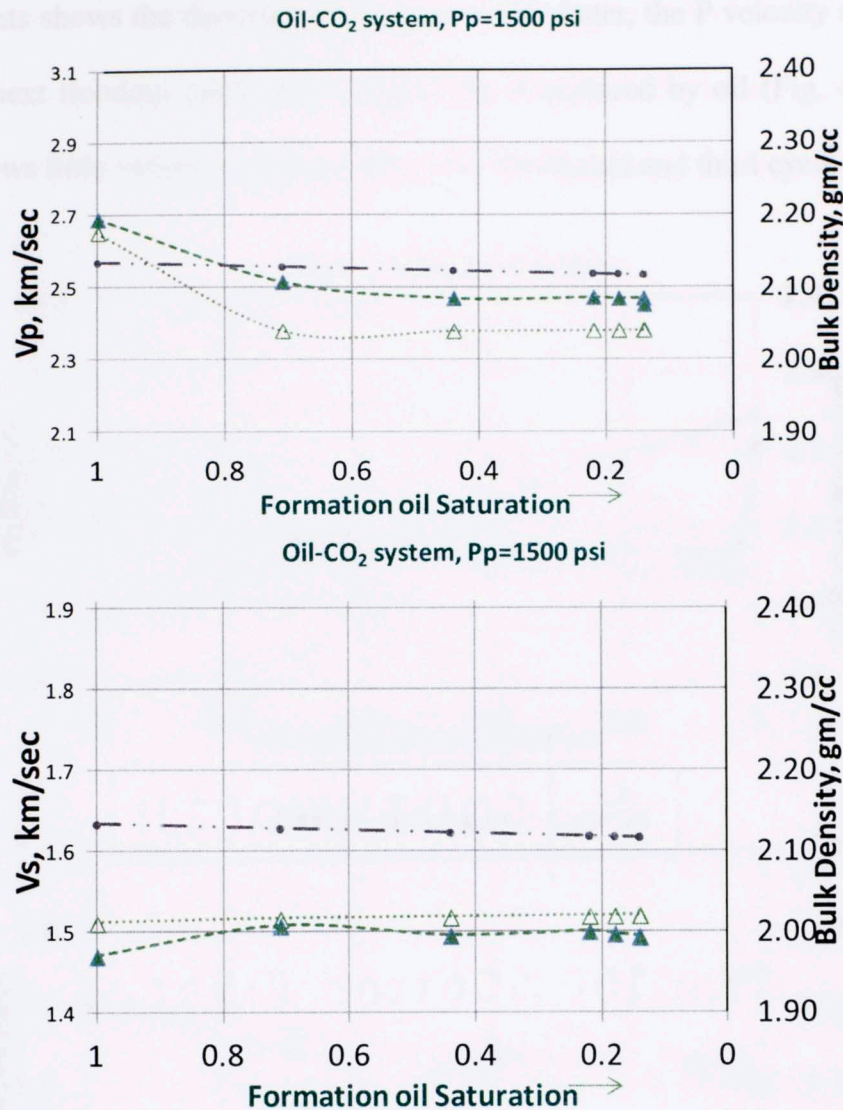 Oil-CO₂ system, Pp=1500 psi
3.1
2.9
2.7
2.5
2.3
2.1
Vp, km/sec
2.40
2.30
2.20
2.10
2.00
1.90
Bulk Density, gm/cc
1 0.8 0.6 0.4 0.2 0
Formation oil Saturation →
Oil-CO₂ system, Pp=1500 psi
1.9
1.8
1.7
1.6
1.5
1.4
Vs, km/sec
2.40
2.30
2.20
2.10
2.00
1.90
Bulk Density, gm/cc
1 0.8 0.6 0.4 0.2 0
Formation oil Saturation →